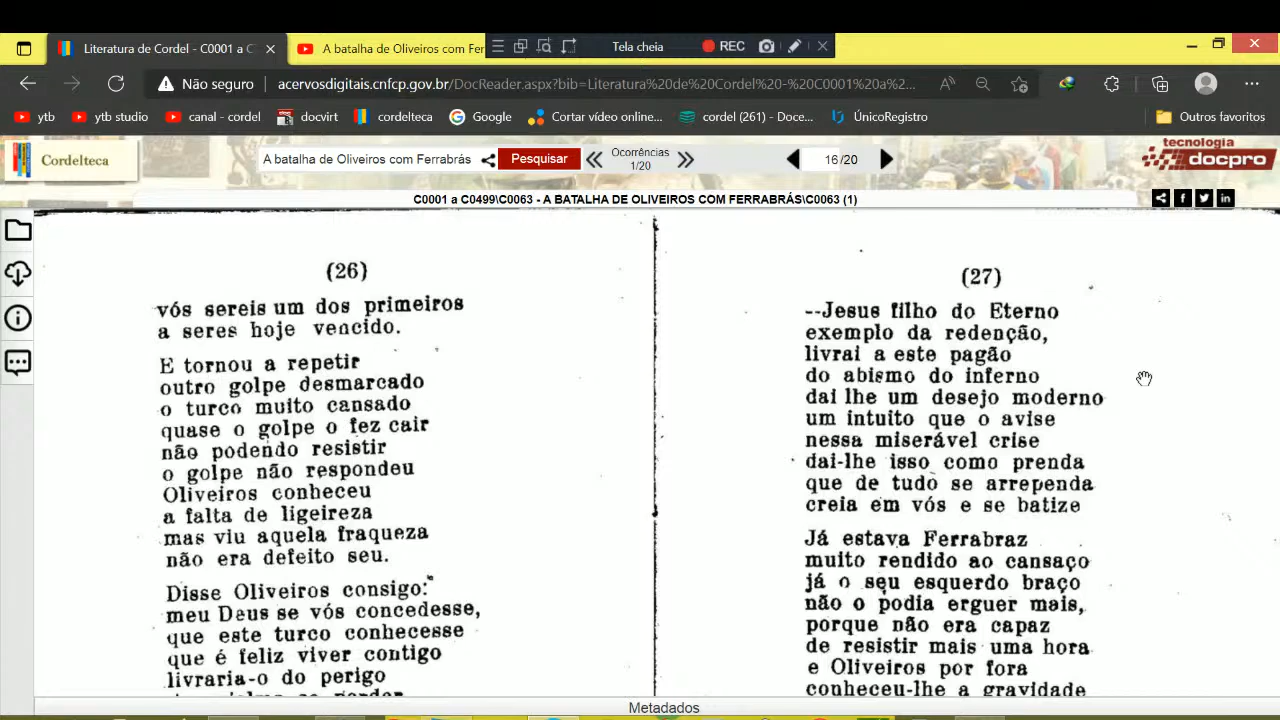 Literatura de Cordel - C0001 a C
A batalha de Oliveiros com Fer
Tela cheia
REC
Não seguro
acervosdigitais.cnfcp.gov.br/DocReader.aspx?bib=Literatura%20de%20Cordel%20-%20C0001%20a%2...
ytb
ytb studio
canal - cordel
docvirt
cordelteca
Google
Cortar vídeo online...
cordel (261) - Doce...
ÚnicoRegistro
Outros favoritos
Cordelteca
A batalha de Oliveiros com Ferrabrás
Pesquisar
Ocorrências
1/20
16/20
tecnologia
docpro
C0001 a C0499\C0063 - A BATALHA DE OLIVEIROS COM FERRABRÁS\C0063 (1)
(26)
vós sereis um dos primeiros
a seres hoje vencido.
E tornou a repetir
outro golpe desmarcado
o turco muito cansado
quase o golpe o fez cair
não podendo resistir
o golpe não respondeu
Oliveiros conheceu
a falta de ligeireza
mas viu aquela fraqueza
não era defeito seu.
Disse Oliveiros consigo:
meu Deus se vós concedesse,
que este turco conhecesse
que é feliz viver contigo
livraria-o do perigo
(27)
--Jesus filho do Eterno
exemplo da redenção,
livrai a este pagão
do abismo do inferno
dai lhe um desejo moderno
um intuito que o avise
nessa miserável crise
dai-lhe isso como prenda
que de tudo se arrependa
creia em vós e se batize
Já estava Ferrabraz
muito rendido ao cansaço
já o seu esquerdo braço
não o podia erguer mais,
porque não era capaz
de resistir mais uma hora
e Oliveiros por fora
conheceu-lhe a gravidade
Metadados